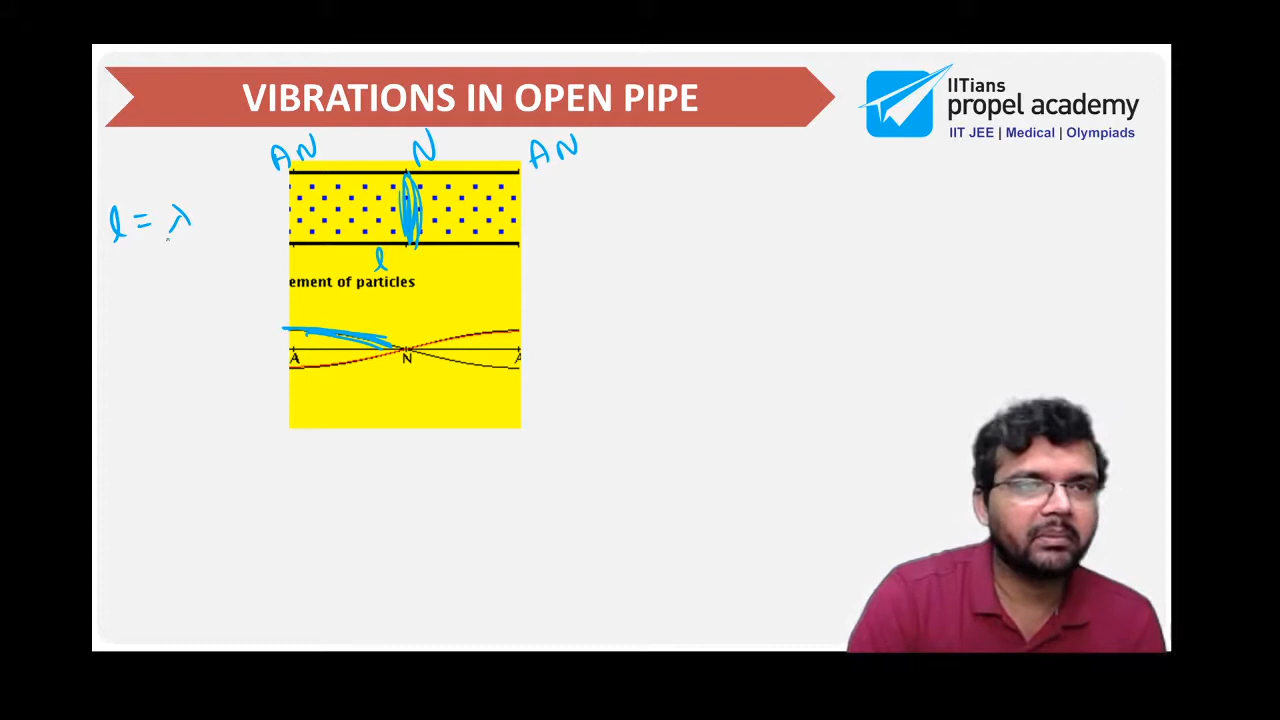 VIBRATIONS IN OPEN PIPE
IITians
propel academy
IIT JEE | Medical | Olympiads
AN N AN
l = λ
l
ement of particles
A N A